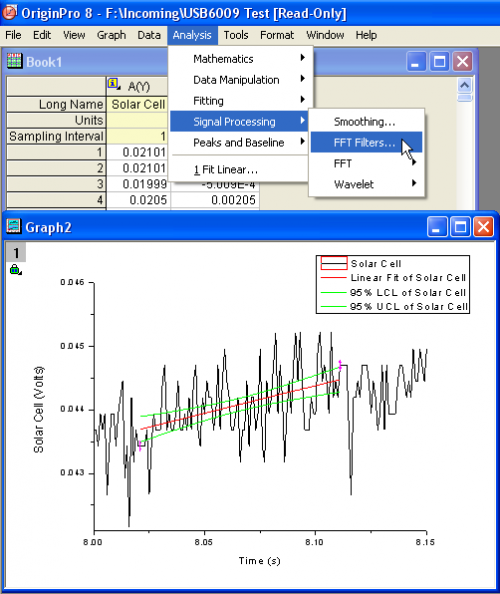 OriginPro 8 - F:\Incoming\USB6009 Test [Read-Only]
File Edit View Graph Data Analysis Tools Format Window Help
Book1
Mathematics
Data Manipulation
Fitting
Signal Processing
Peaks and Baseline
1 Fit Linear...
Smoothing...
FFT Filters...
FFT
Wavelet
A(Y)
Long Name Solar Cell
Units
Sampling Interval 1
1 0.02101
2 0.02101
3 0.01999 -5.009E-4
4 0.0205 0.00205
Graph2
1
Solar Cell
Linear Fit of Solar Cell
95% LCL of Solar Cell
95% UCL of Solar Cell
0.046
0.045
0.044
0.043
Solar Cell (Volts)
8.00 8.05 8.10 8.15
Time (s)